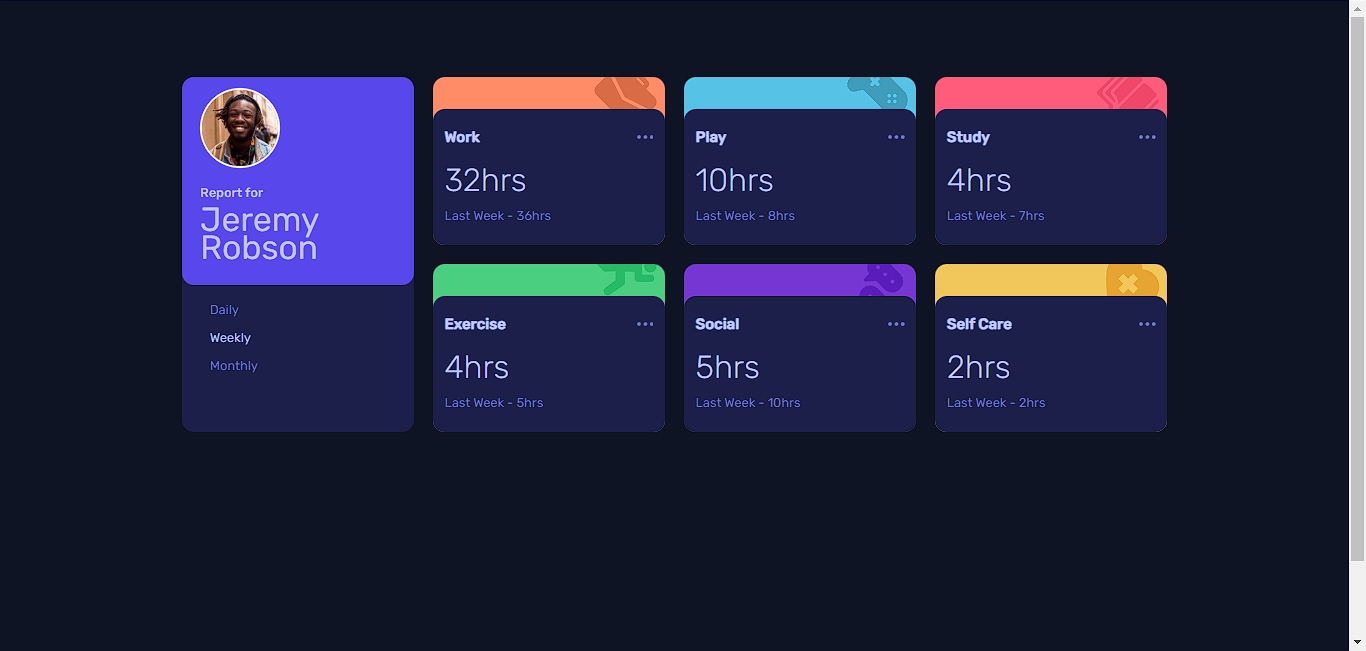 Report for
Jeremy
Robson
Daily
Weekly
Monthly
Work
32hrs
Last Week - 36hrs
Play
10hrs
Last Week - 8hrs
Study
4hrs
Last Week - 7hrs
Exercise
4hrs
Last Week - 5hrs
Social
5hrs
Last Week - 10hrs
Self Care
2hrs
Last Week - 2hrs